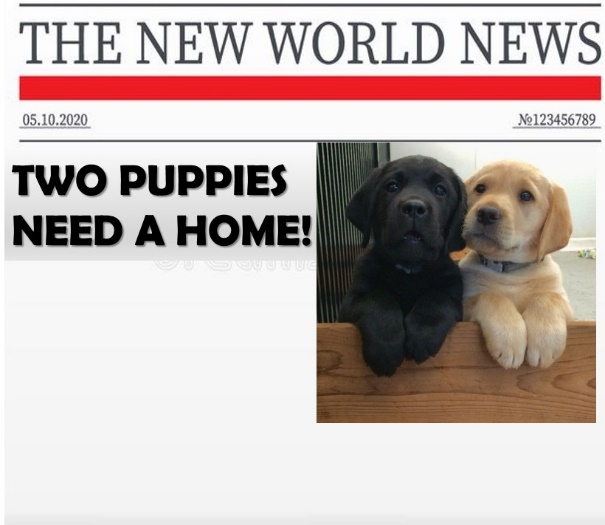 THE NEW WORLD NEWS
05.10.2020
№123456789
TWO PUPPIES
NEED A HOME!